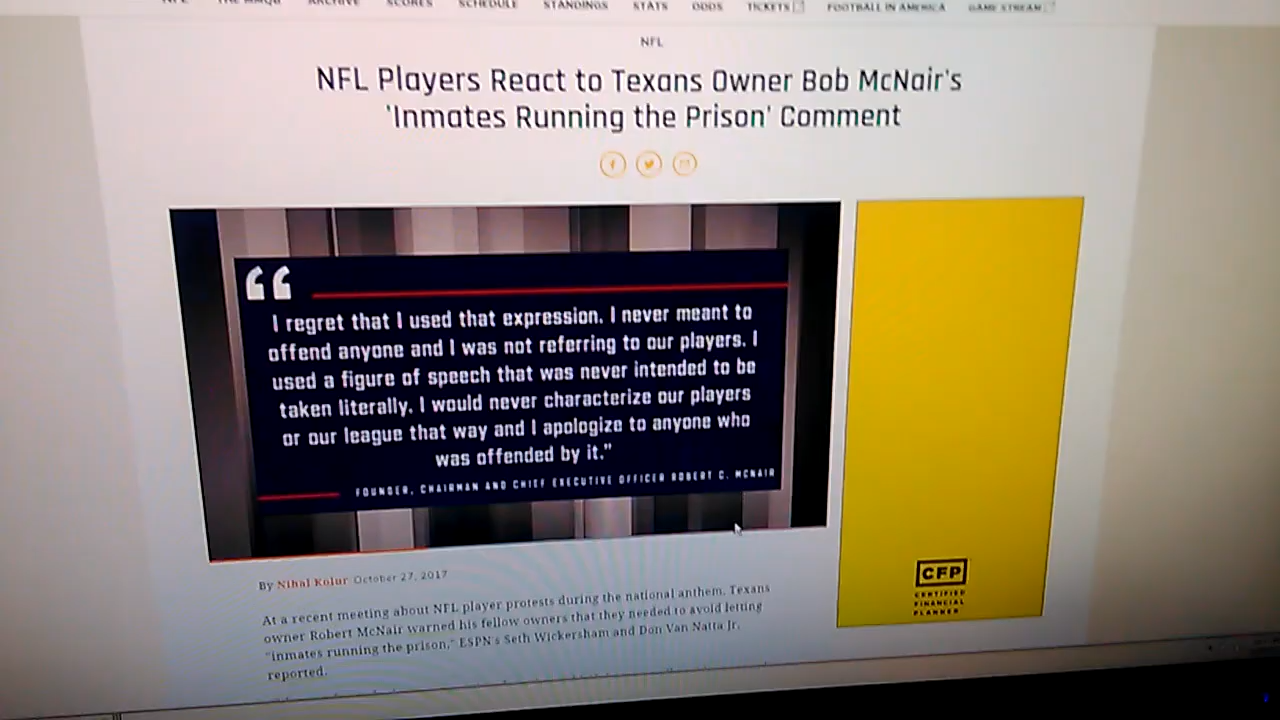 NFL
THE MMQB
ARCHIVE
SCORES
SCHEDULE
STANDINGS
STATS
ODDS
TICKETS
FOOTBALL IN AMERICA
GAME STREAM
NFL
NFL Players React to Texans Owner Bob McNair's
'Inmates Running the Prison' Comment
“
I regret that I used that expression. I never meant to
offend anyone and I was not referring to our players. I
used a figure of speech that was never intended to be
taken literally. I would never characterize our players
or our league that way and I apologize to anyone who
was offended by it.”
FOUNDER, CHAIRMAN AND CHIEF EXECUTIVE OFFICER ROBERT C. MCNAIR
CFP
CERTIFIED
FINANCIAL
PLANNER
By Nihal Kolur October 27, 2017
At a recent meeting about NFL player protests during the national anthem, Texans
owner Robert McNair warned his fellow owners that they needed to avoid letting
"inmates running the prison," ESPN's Seth Wickersham and Don Van Natta Jr.
reported.